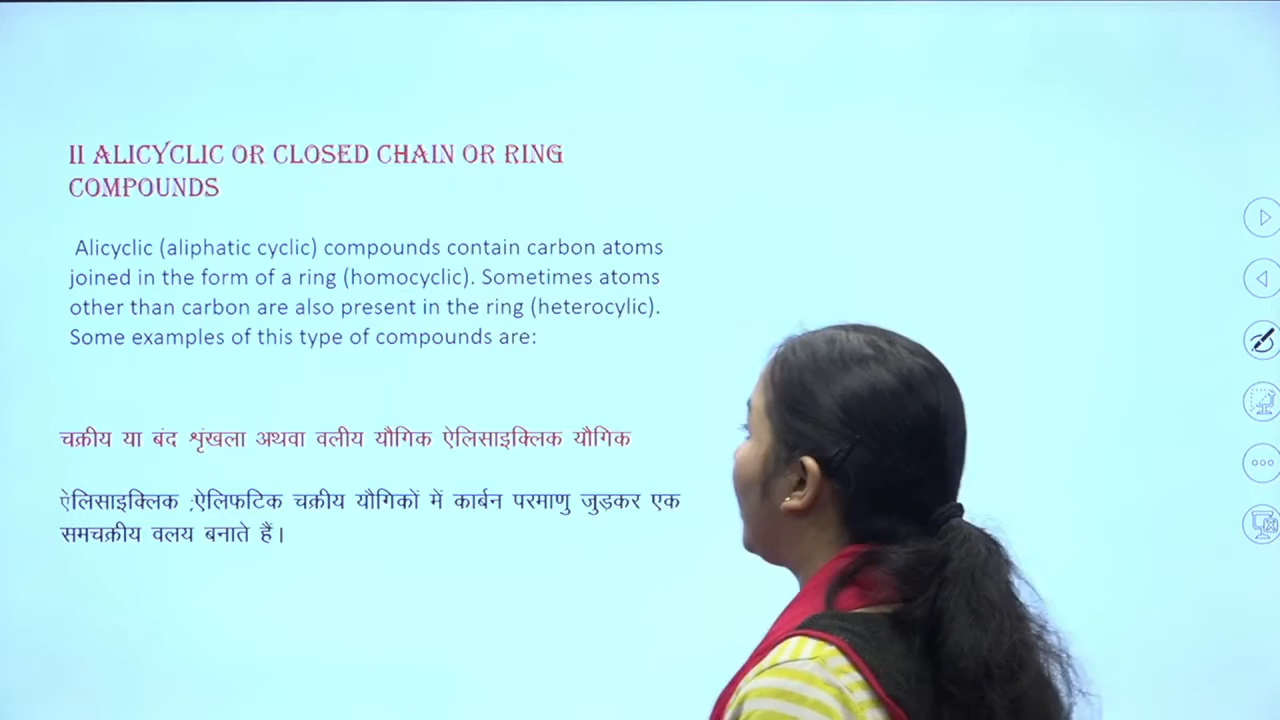 II ALICYCLIC OR CLOSED CHAIN OR RING
COMPOUNDS
Alicyclic (aliphatic cyclic) compounds contain carbon atoms
joined in the form of a ring (homocyclic). Sometimes atoms
other than carbon are also present in the ring (heterocylic).
Some examples of this type of compounds are:
चक्रीय या बंद शृंखला अथवा वलीय यौगिक ऐलिसाइक्लिक यौगिक
ऐलिसाइक्लिक ;ऐलिफटिक चक्रीय यौगिकों में कार्बन परमाणु जुड़कर एक
समचक्रीय वलय बनाते हैं।